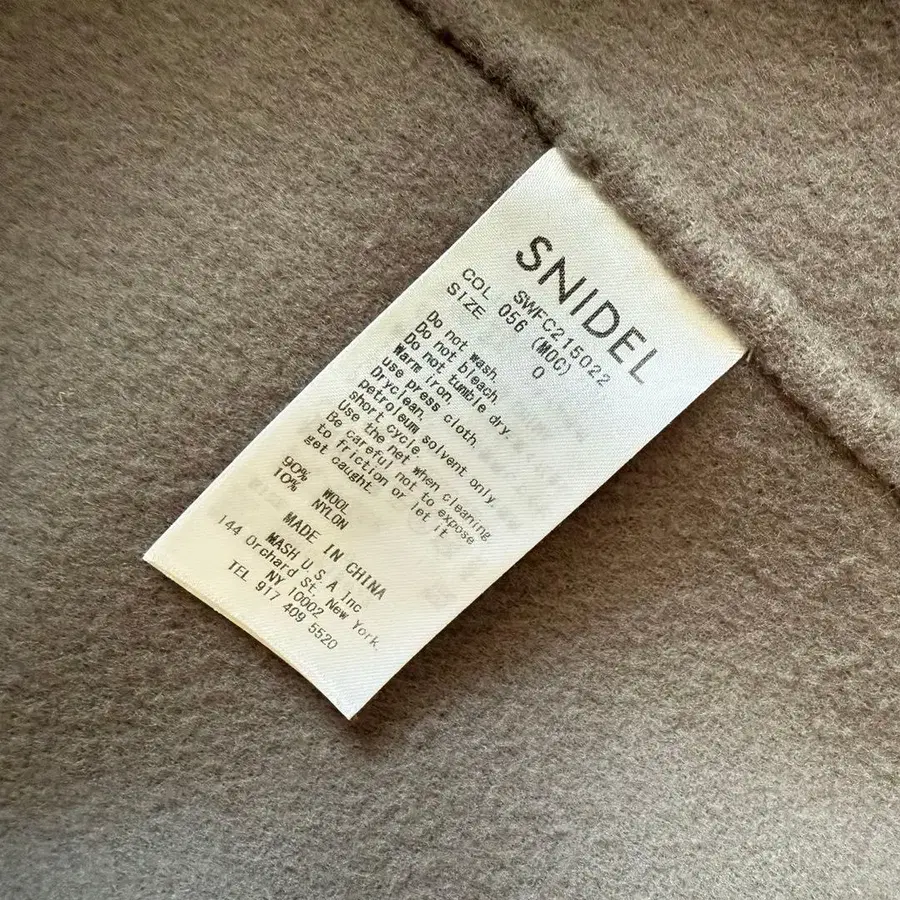 SNIDEL
SWFC215022
COL 056 (MOC)
SIZE 0
Do not wash.
Do not bleach.
Do not tumble dry.
Warm iron.
use press cloth.
Dryclean.
petroleum solvent only.
short cycle.
Use the net when cleaning
Be careful not to expose
to friction or let it
get caught.
90% WOOL
10% NYLON
MADE IN CHINA
MASH U.S.A Inc
144 Orchard St, New York.
NY 10002
TEL 917 409 5520